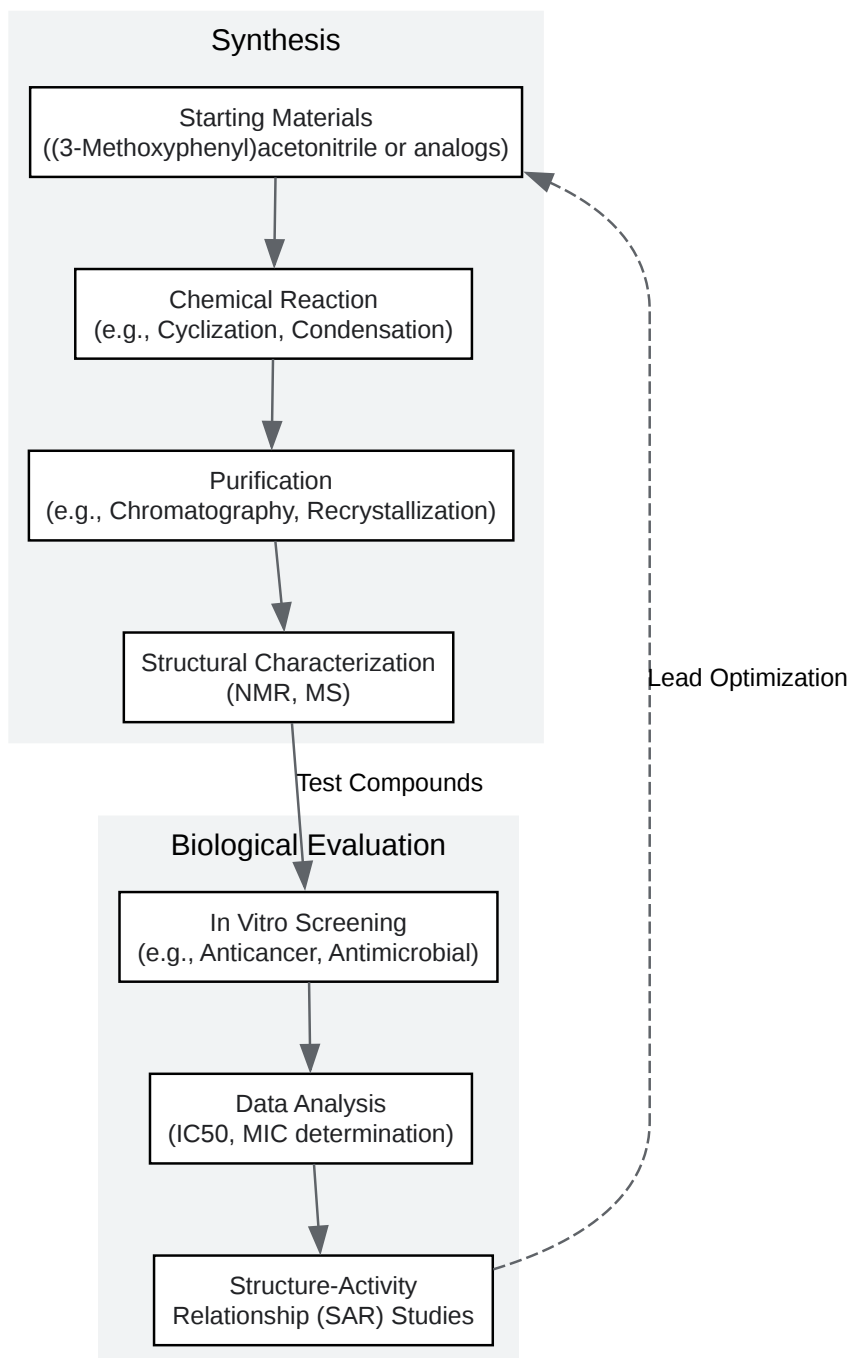 Synthesis
Starting Materials
((3-Methoxyphenyl)acetonitrile or analogs)
Chemical Reaction
(e.g., Cyclization, Condensation)
Purification
(e.g., Chromatography, Recrystallization)
Structural Characterization
(NMR, MS)
Lead Optimization
Test Compounds
Biological Evaluation
In Vitro Screening
(e.g., Anticancer, Antimicrobial)
Data Analysis
(IC50, MIC determination)
Structure-Activity
Relationship (SAR) Studies